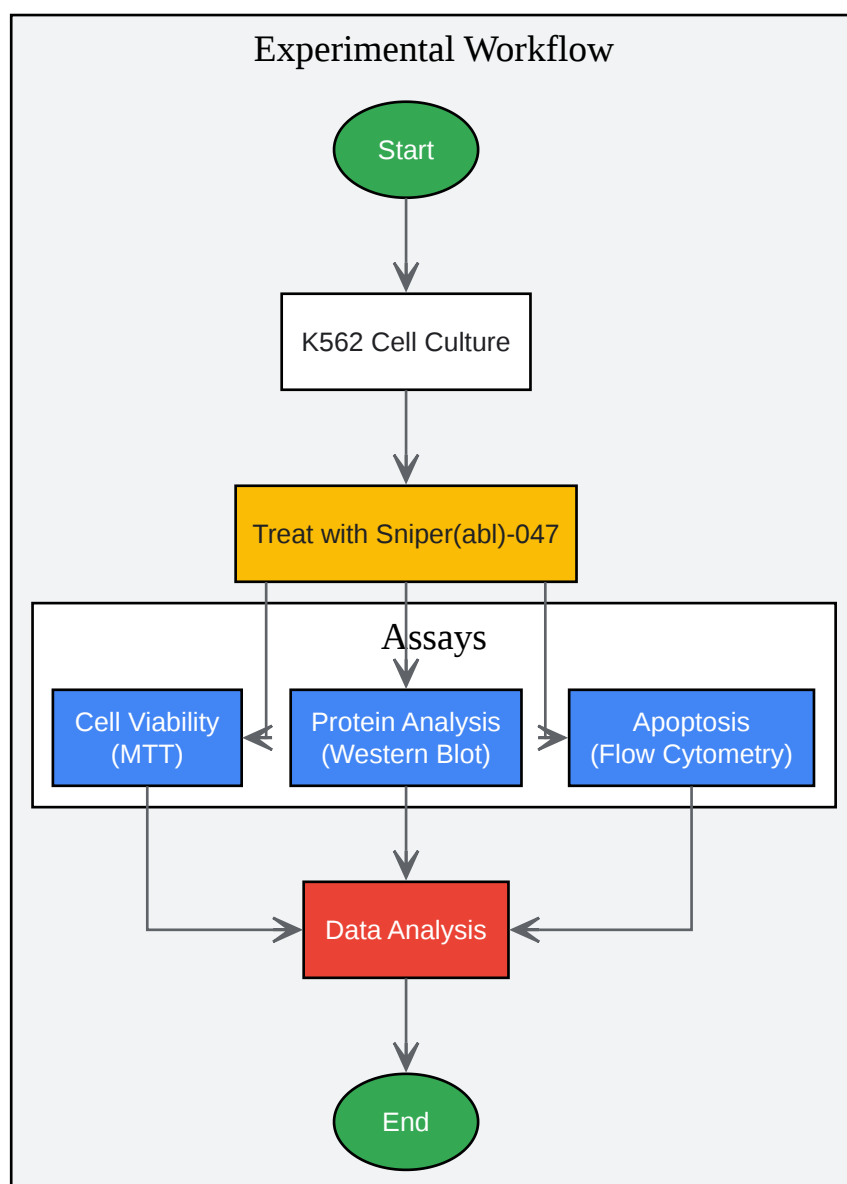 Experimental Workflow
Start
K562 Cell Culture
Treat with Sniper(abl)-047
Assays
Cell Viability
(MTT)
Protein Analysis
(Western Blot)
Apoptosis
(Flow Cytometry)
Data Analysis
End